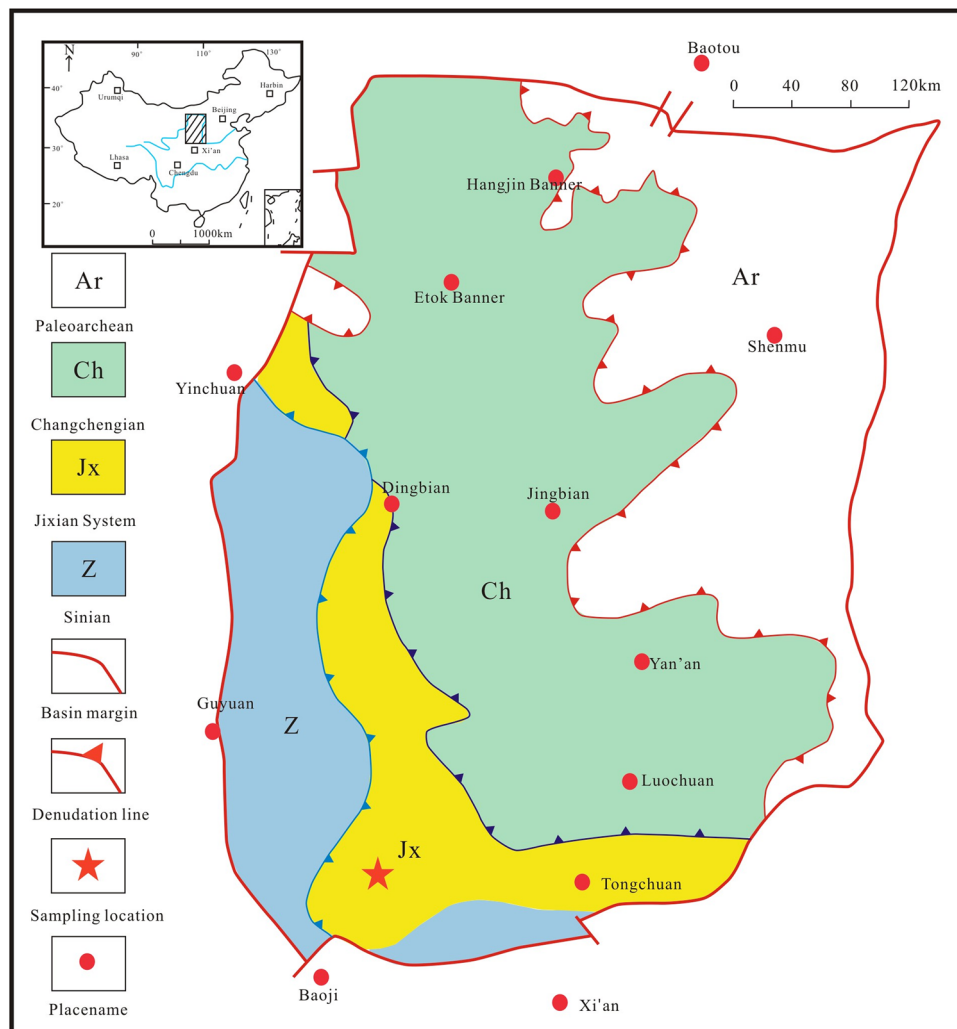 N
90°
110°
130°
40°
30°
20°
Urumqi
Harbin
Beijing
Xi'an
Lhasa
Chengdu
0 1000km
Baotou
0 40 80 120km
Hangjin Banner
Etok Banner
Ar
Shenmu
Yinchuan
Dingbian
Jingbian
Ch
Yan'an
Guyuan
Z
Luochuan
Jx
Tongchuan
Baoji
Xi'an
Ar
Paleoarchean
Ch
Changchengian
Jx
Jixian System
Z
Sinian
Basin margin
Denudation line
Sampling location
Placename